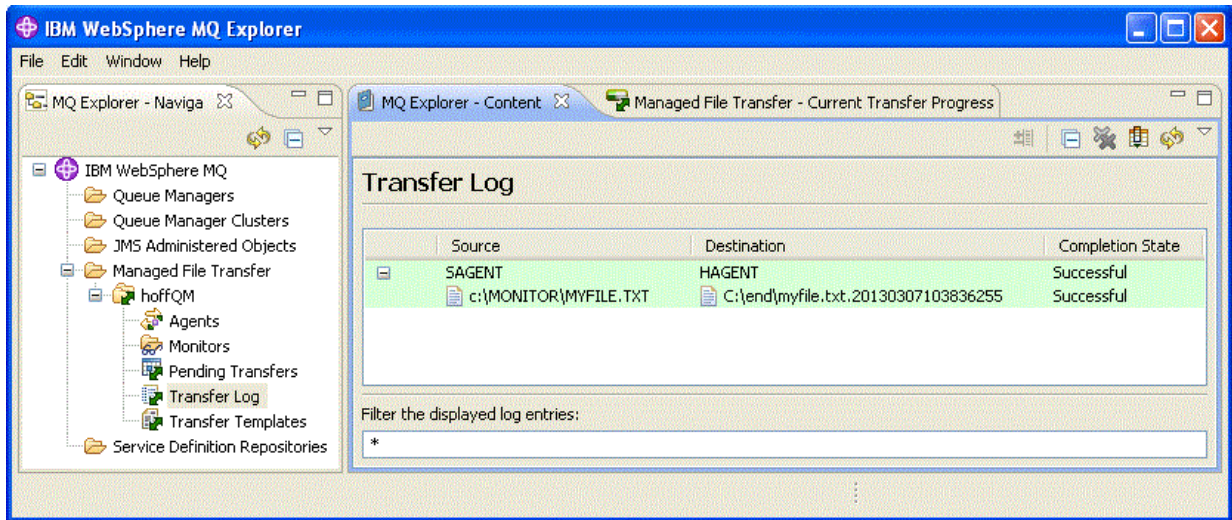 IBM WebSphere MQ Explorer
File Edit Window Help
MQ Explorer - Naviga
IBM WebSphere MQ
Queue Managers
Queue Manager Clusters
JMS Administered Objects
Managed File Transfer
hoffQM
Agents
Monitors
Pending Transfers
Transfer Log
Transfer Templates
Service Definition Repositories
MQ Explorer - Content Managed File Transfer - Current Transfer Progress
Transfer Log
Source Destination Completion State
SAGENT HAGENT Successful
c:\MONITOR\MYFILE.TXT C:\end\myfile.txt.20130307103836255 Successful
Filter the displayed log entries:
*